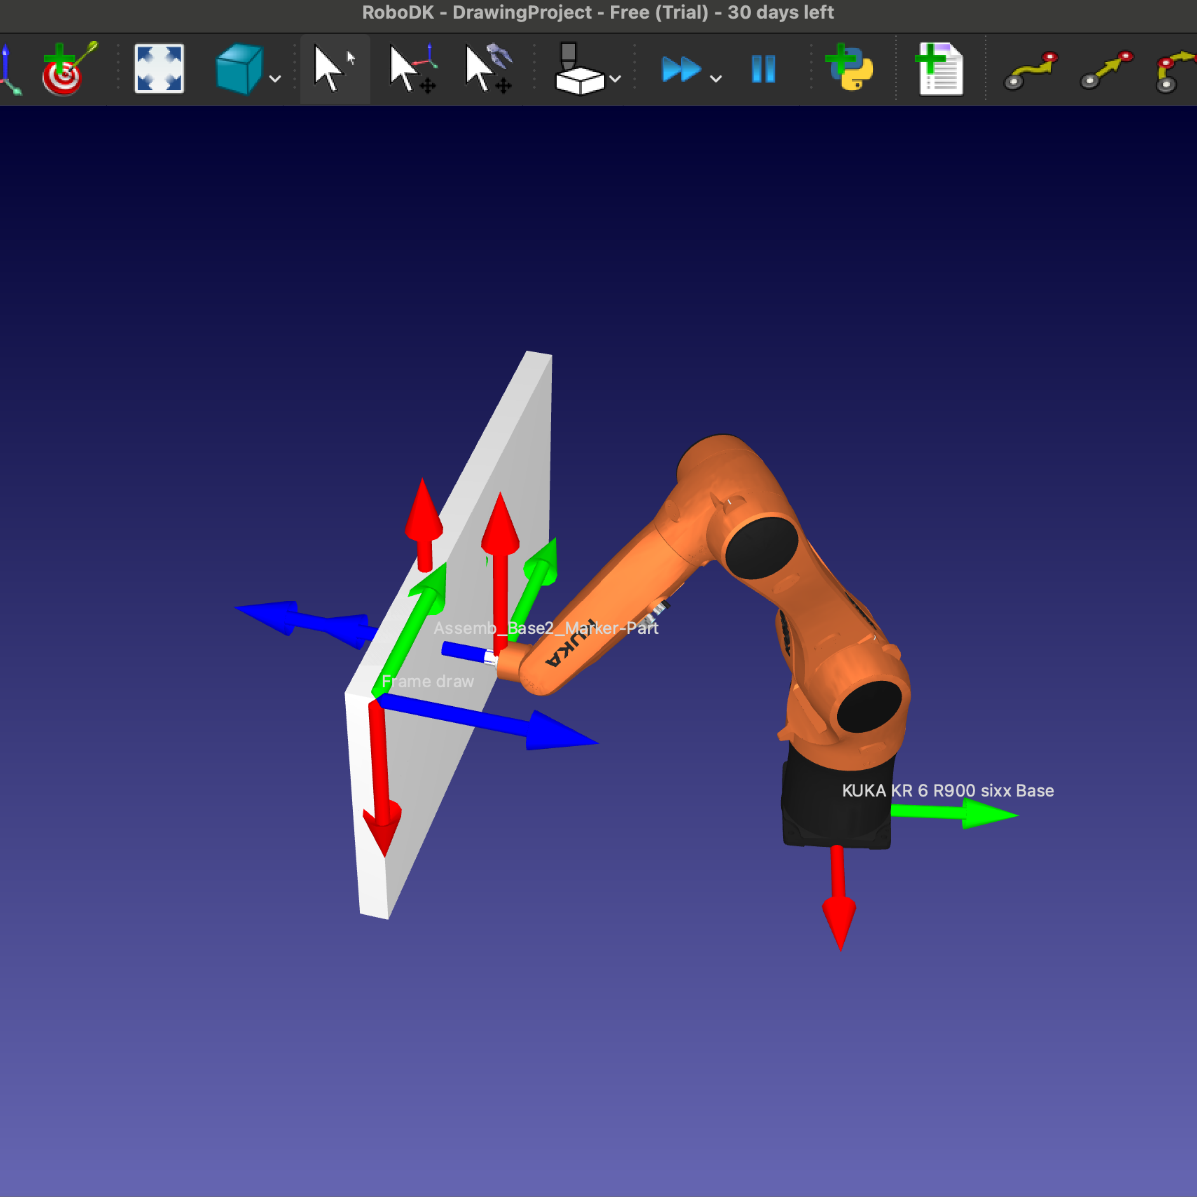 RoboDK - DrawingProject - Free (Trial) - 30 days left
Assemb_Base2_Marker-Part
KUKA
Frame draw
KUKA KR 6 R900 sixx Base